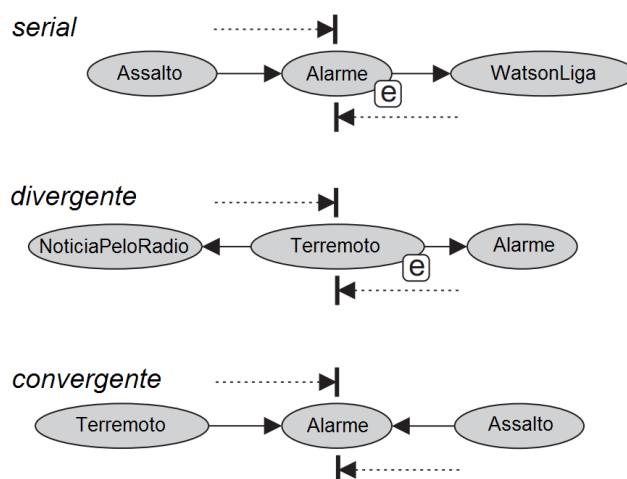 serial
Assalto Alarme WatsonLiga
e
divergente
NoticiaPeloRadio Terremoto Alarme
e
convergente
Terremoto Alarme Assalto